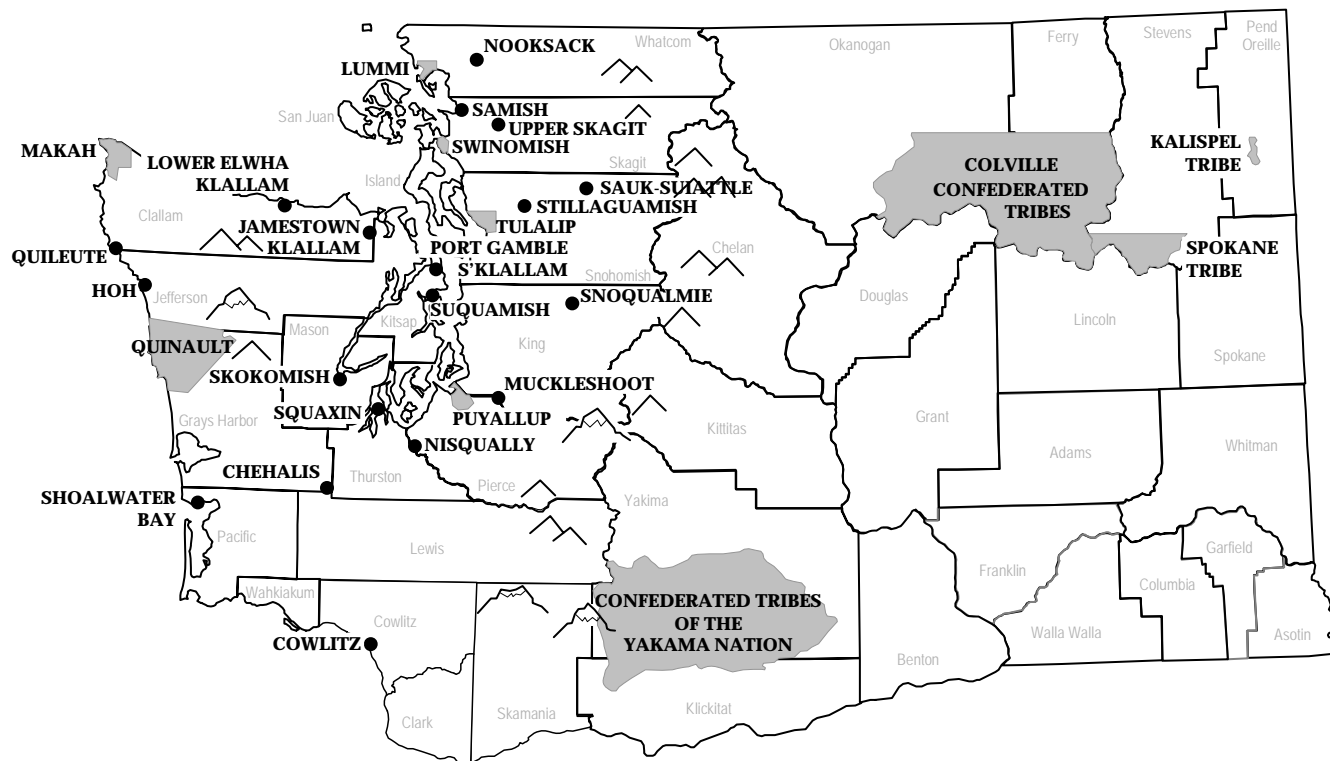 NOOKSACK
Whatcom
Okanogan
Ferry
Stevens
Pend
Oreille
LUMMI
San Juan
SAMISH
UPPER SKAGIT
SWINOMISH
Skagit
MAKAH
LOWER ELWHA
KLALLAM
Island
SAUK-SUIATTLE
STILLAGUAMISH
COLVILLE
CONFEDERATED
TRIBES
KALISPEL
TRIBE
Clallam
JAMESTOWN
KLALLAM
TULALIP
QUILEUTE
PORT GAMBLE
S'KLALLAM
Snohomish
Chelan
SPOKANE
TRIBE
HOH
Jefferson
SUQUAMISH
SNOQUALMIE
Douglas
Lincoln
Mason
Kitsap
King
QUINAULT
Spokane
SKOKOMISH
MUCKLESHOOT
SQUAXIN
PUYALLUP
Grays Harbor
Kittitas
Grant
Adams
Whitman
NISQUALLY
CHEHALIS
Thurston
Pierce
Yakima
SHOALWATER
BAY
Pacific
Lewis
Franklin
Garfield
Columbia
Wahkiakum
Cowlitz
CONFEDERATED TRIBES
OF THE
YAKAMA NATION
Walla Walla
Asotin
COWLITZ
Benton
Clark
Skamania
Klickitat